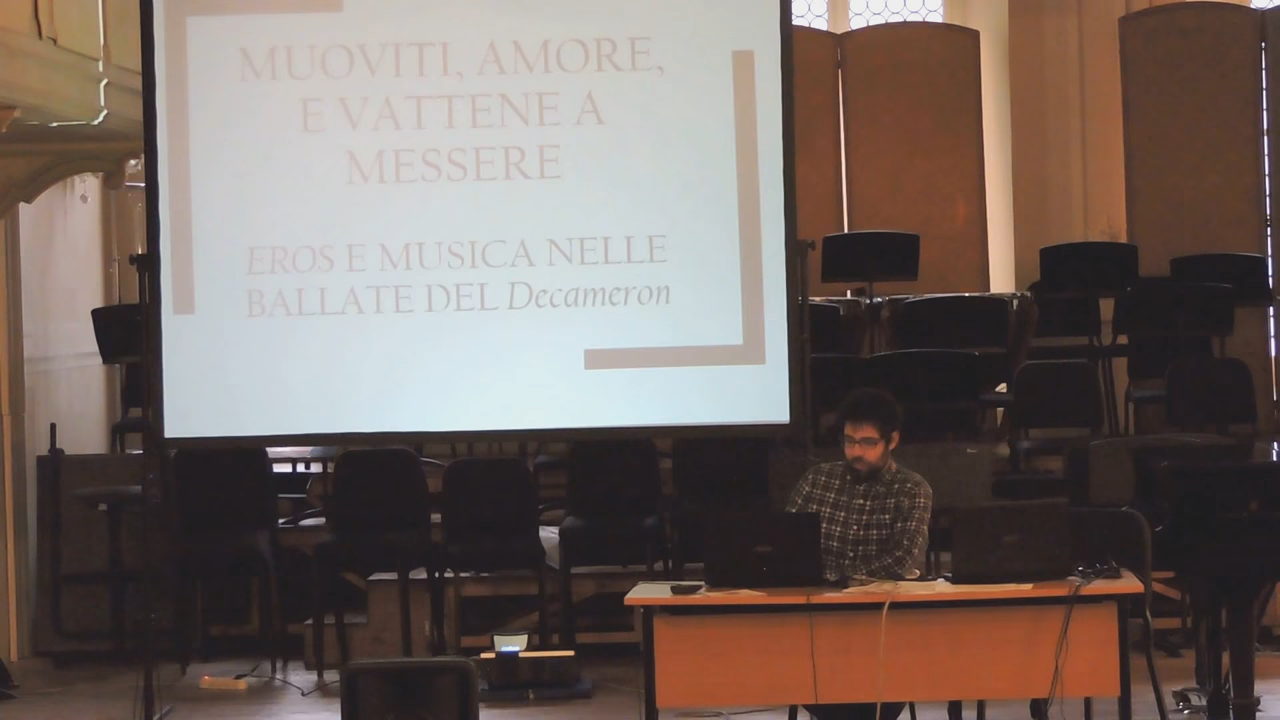 MUOVITI, AMORE,
E VATTENE A
MESSERE
EROS E MUSICA NELLE
BALLATE DEL Decameron